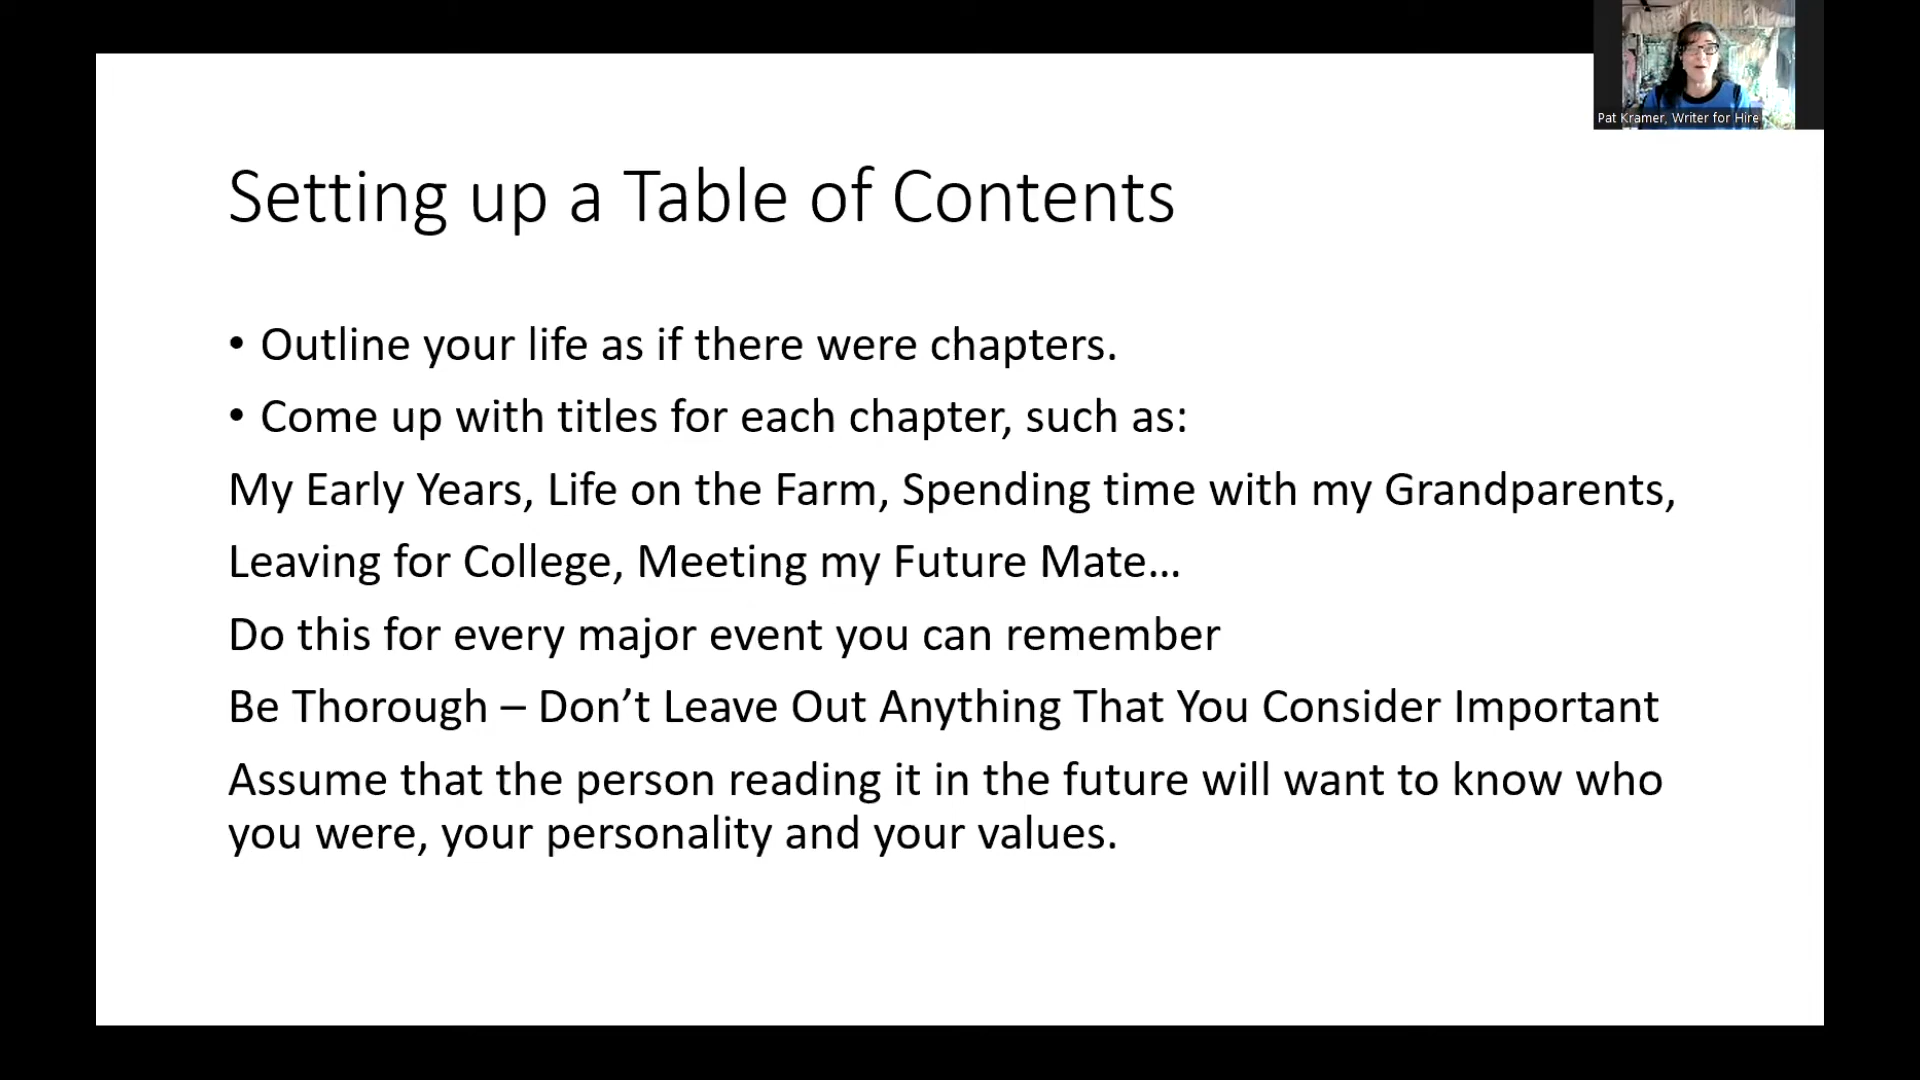 Pat Kramer, Writer for Hire
Setting up a Table of Contents
• Outline your life as if there were chapters.
• Come up with titles for each chapter, such as:
My Early Years, Life on the Farm, Spending time with my Grandparents,
Leaving for College, Meeting my Future Mate…
Do this for every major event you can remember
Be Thorough – Don’t Leave Out Anything That You Consider Important
Assume that the person reading it in the future will want to know who
you were, your personality and your values.